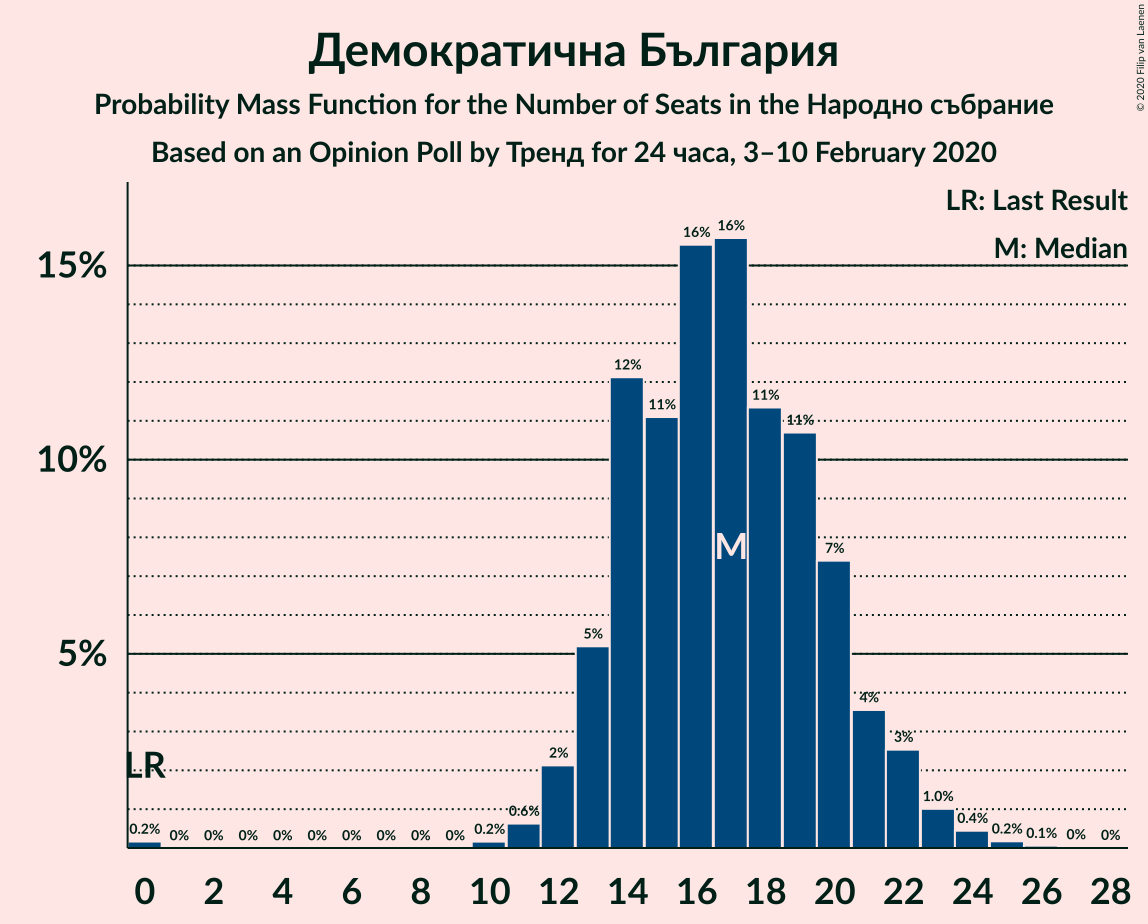 Демократична България
Probability Mass Function for the Number of Seats in the Народно събрание
Based on an Opinion Poll by Тренд for 24 часа, 3–10 February 2020
© 2020 Filip van Laenen
LR: Last Result
M: Median
15%
10%
5%
LR
M
0.2% 0% 0% 0% 0% 0% 0% 0% 0% 0% 0.2% 0.6% 2% 5% 12% 11% 16% 16% 11% 11% 7% 4% 3% 1.0% 0.4% 0.2% 0.1% 0% 0%
0 2 4 6 8 10 12 14 16 18 20 22 24 26 28